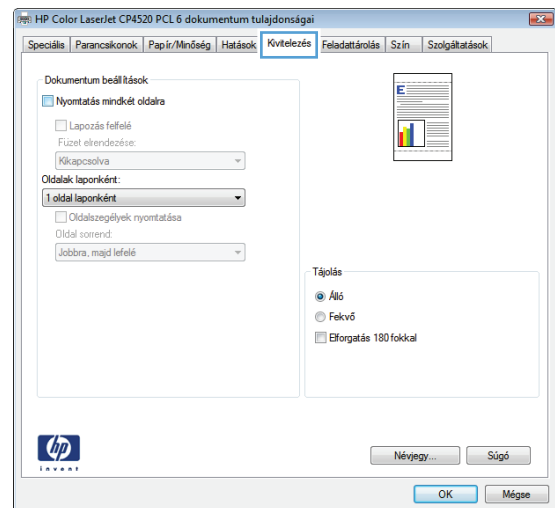 HP Color LaserJet CP4520 PCL 6 dokumentum tulajdonságai
Speciális Parancsikonok Papír/Minőség Hatások Kivitelezés Feladattárolás Szín Szolgáltatások
Dokumentum beállítások
Nyomtatás mindkét oldalra
Lapozás felfelé
Füzet elrendezése:
Kikapcsolva
Oldalak laponként:
1 oldal laponként
Oldalszegélyek nyomtatása
Oldal sorrend:
Jobbra, majd lefelé
E
Tájolás
Álló
Fekvő
Elforgatás 180 fokkal
hp
invent
Névjegy... Súgó
OK Mégse